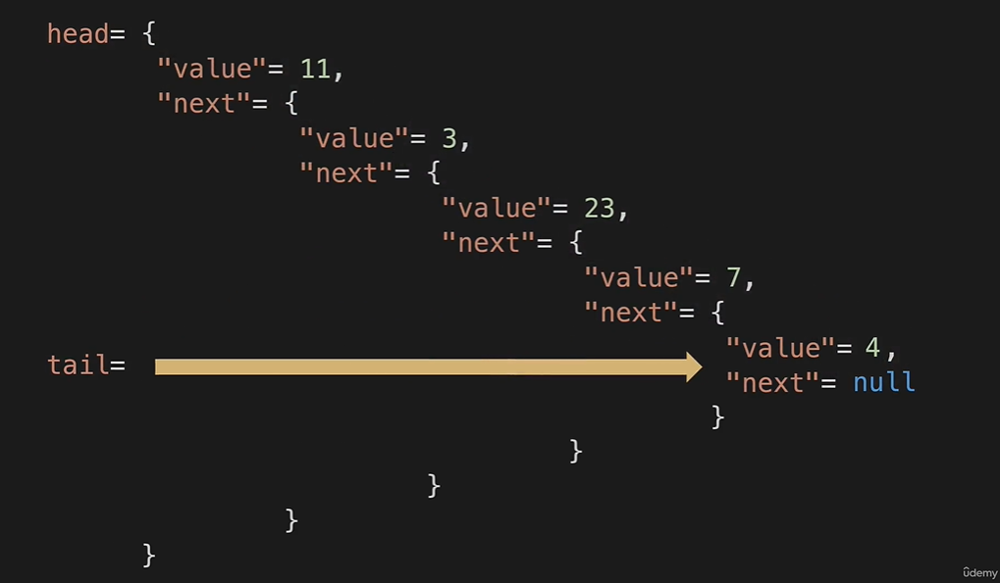 head= {
"value"= 11,
"next"= {
"value"= 3,
"next"= {
"value"= 23,
"next"= {
"value"= 7,
"next"= {
"value"= 4,
tail=
"next"= null
}
}
}
}
}
ûdemy